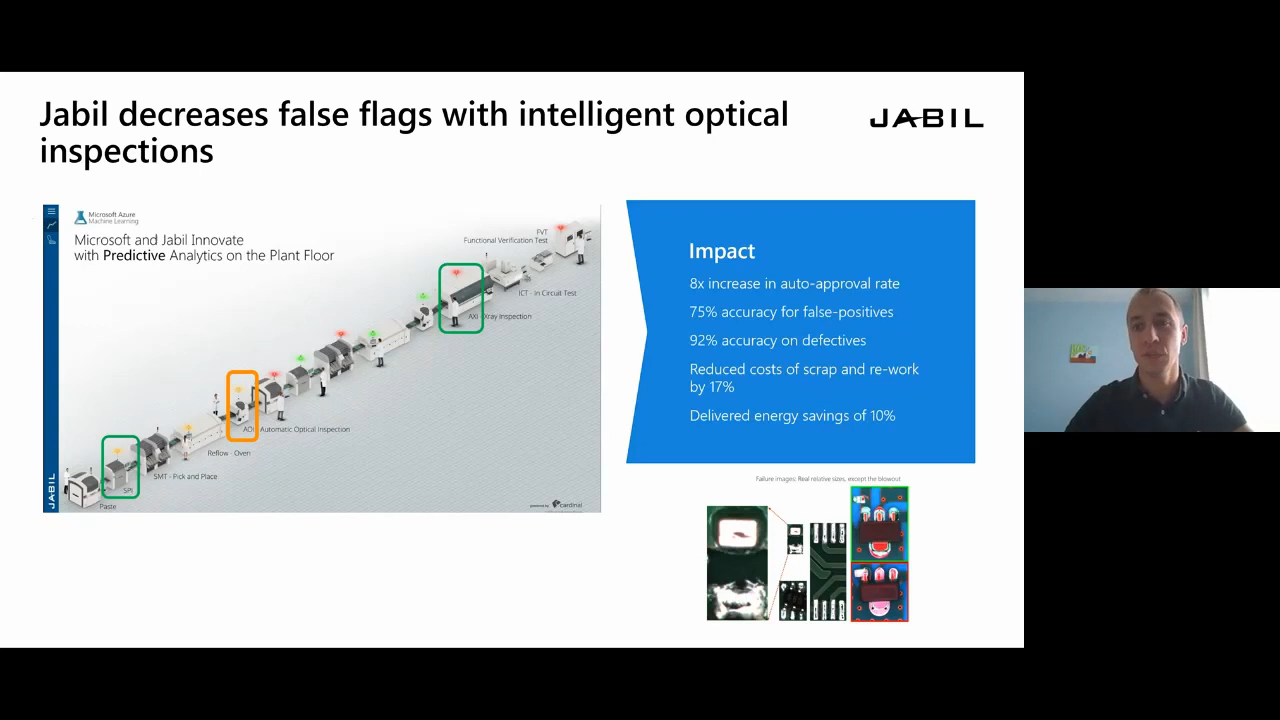 Jabil decreases false flags with intelligent optical
inspections
JABIL
Microsoft Azure
Machine Learning
Microsoft and Jabil Innovate
with Predictive Analytics on the Plant Floor
FVT
Functional Verification Test
ICT - In Circuit Test
AXI - Xray Inspection
AOI - Automatic Optical Inspection
Reflow - Oven
SMT - Pick and Place
SPI
Paste
JABIL
powered by cardinal
Impact
8x increase in auto-approval rate
75% accuracy for false-positives
92% accuracy on defectives
Reduced costs of scrap and re-work
by 17%
Delivered energy savings of 10%
Failure images: Real relative sizes, except the blowout